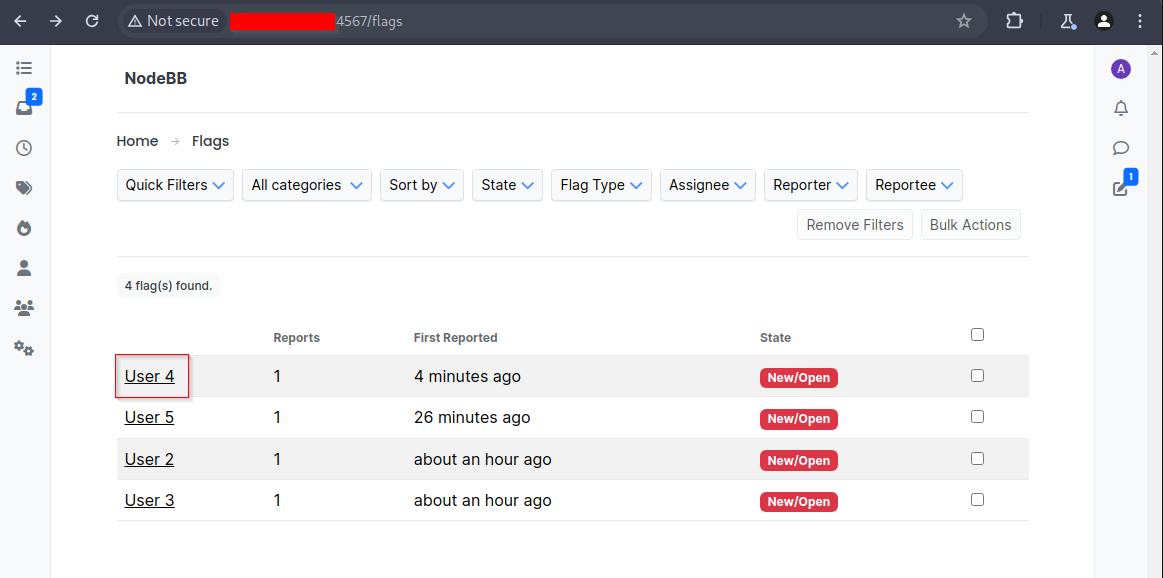 Not secure 4567/flags
NodeBB
2
A
Home Flags
Quick Filters All categories Sort by State Flag Type Assignee Reporter Reportee
1
Remove Filters Bulk Actions
4 flag(s) found.
Reports First Reported State
User 4 1 4 minutes ago New/Open
User 5 1 26 minutes ago New/Open
User 2 1 about an hour ago New/Open
User 3 1 about an hour ago New/Open